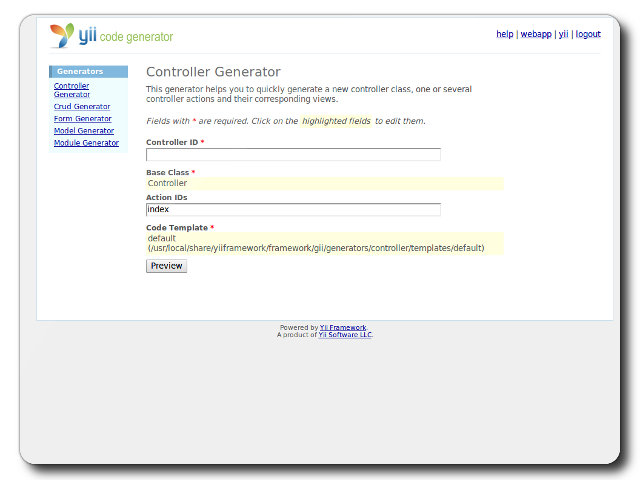 yii code generator
help | webapp | yii | logout
Generators
Controller
Generator
Crud Generator
Form Generator
Model Generator
Module Generator
Controller Generator
This generator helps you to quickly generate a new controller class, one or several
controller actions and their corresponding views.
Fields with * are required. Click on the highlighted fields to edit them.
Controller ID *
Base Class *
Controller
Action IDs
index
Code Template *
default
(/usr/local/share/yiiframework/framework/gii/generators/controller/templates/default)
Preview
Powered by Yii Framework.
A product of Yii Software LLC.